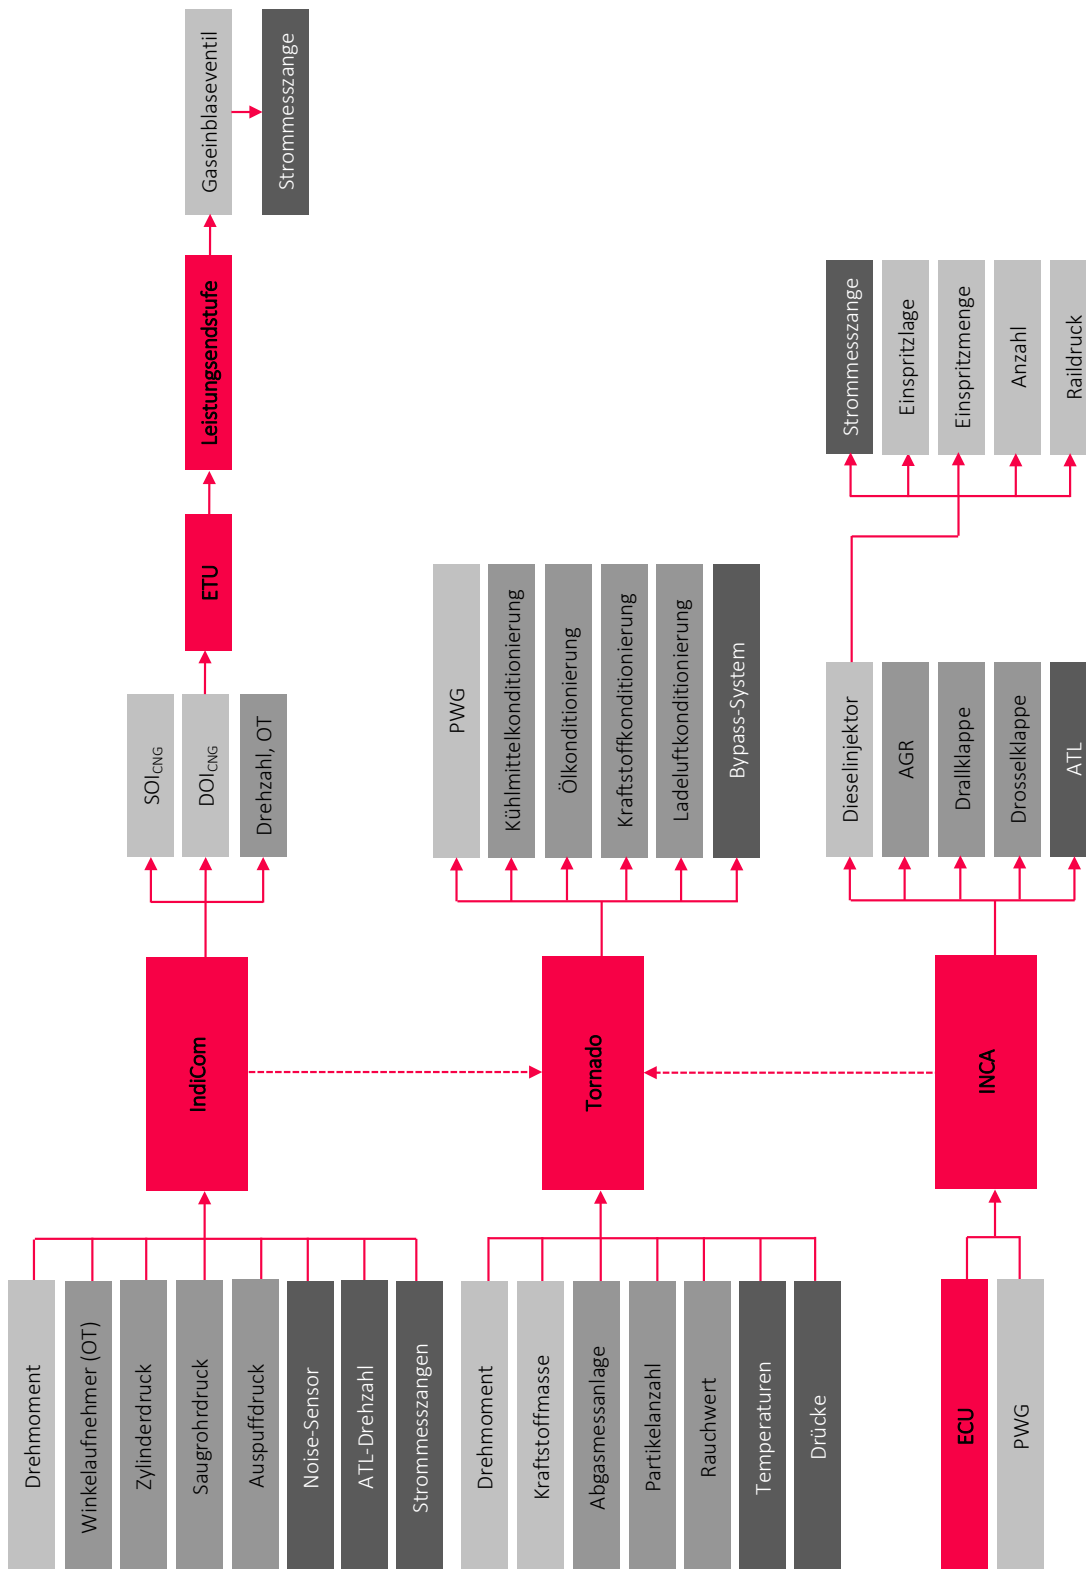 Drehmoment
Winkelaufnehmer (OT)
Zylinderdruck
Saugrohrdruck
Auspuffdruck
Noise-Sensor
ATL-Drehzahl
Strommesszangen
IndiCom
SOI_CNG
DOI_CNG
Drehzahl, OT
ETU
Leistungsendstufe
Gaseinblaseventil
Strommesszange
Drehmoment
Kraftstoffmasse
Abgasmessanlage
Partikelanzahl
Rauchwert
Temperaturen
Drücke
Tornado
PWG
Kühlmittelkonditionierung
Ölkonditionierung
Kraftstoffkonditionierung
Ladeluftkonditionierung
Bypass-System
ECU
PWG
INCA
Dieselinjektor
AGR
Drallklappe
Drosselklappe
ATL
Strommesszange
Einspritzlage
Einspritzmenge
Anzahl
Raildruck